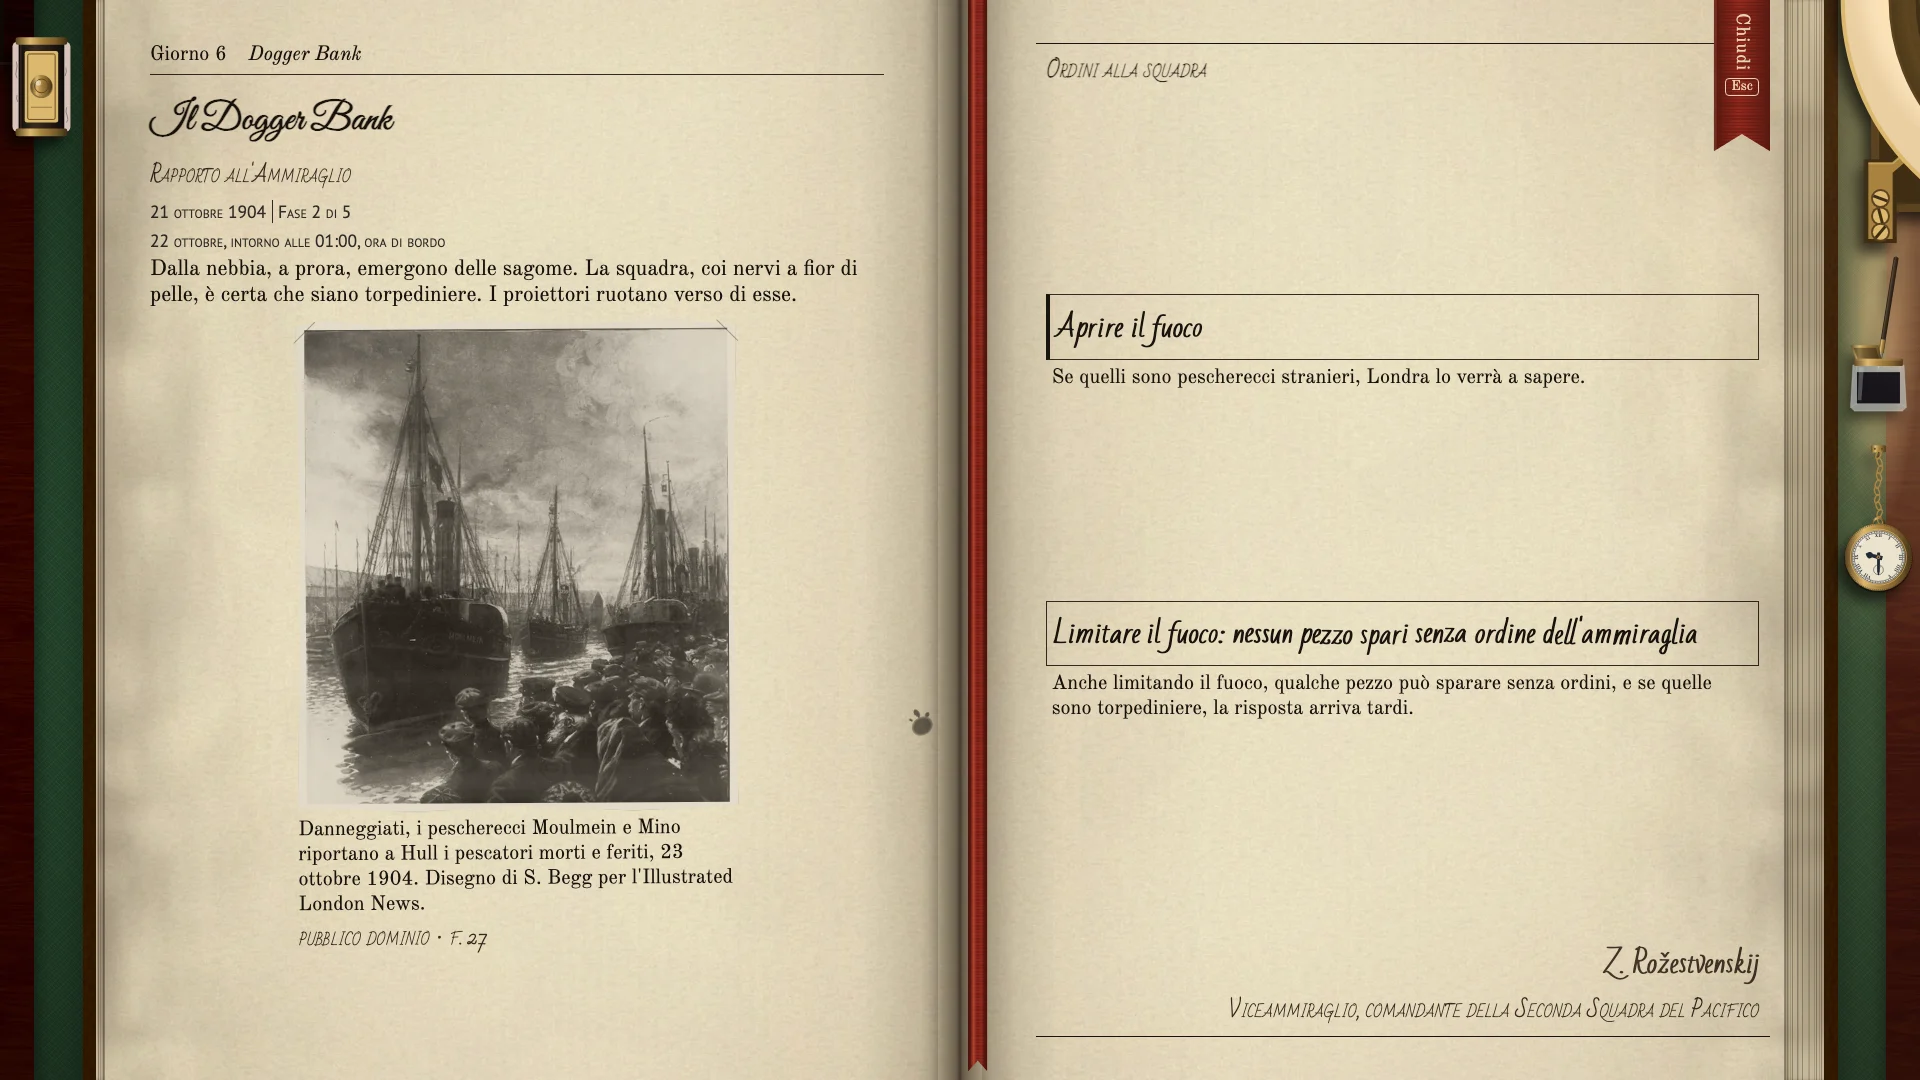 Giorno 6 Dogger Bank
Il Dogger Bank
Rapporto all'Ammiraglio
21 ottobre 1904 | Fase 2 di 5
22 ottobre, intorno alle 01:00, ora di bordo
Dalla nebbia, a prora, emergono delle sagome. La squadra, coi nervi a fior di
pelle, è certa che siano torpediniere. I proiettori ruotano verso di esse.
Danneggiati, i pescherecci Moulmein e Mino
riportano a Hull i pescatori morti e feriti, 23
ottobre 1904. Disegno di S. Begg per l'Illustrated
London News.
PUBBLICO DOMINIO · F. 27
Ordini alla squadra
Aprire il fuoco
Se quelli sono pescherecci stranieri, Londra lo verrà a sapere.
Limitare il fuoco: nessun pezzo spari senza ordine dell'ammiraglia
Anche limitando il fuoco, qualche pezzo può sparare senza ordini, e se quelle
sono torpediniere, la risposta arriva tardi.
Z. Rožestvenskij
Viceammiraglio, comandante della Seconda Squadra del Pacifico
Chiudi
Esc